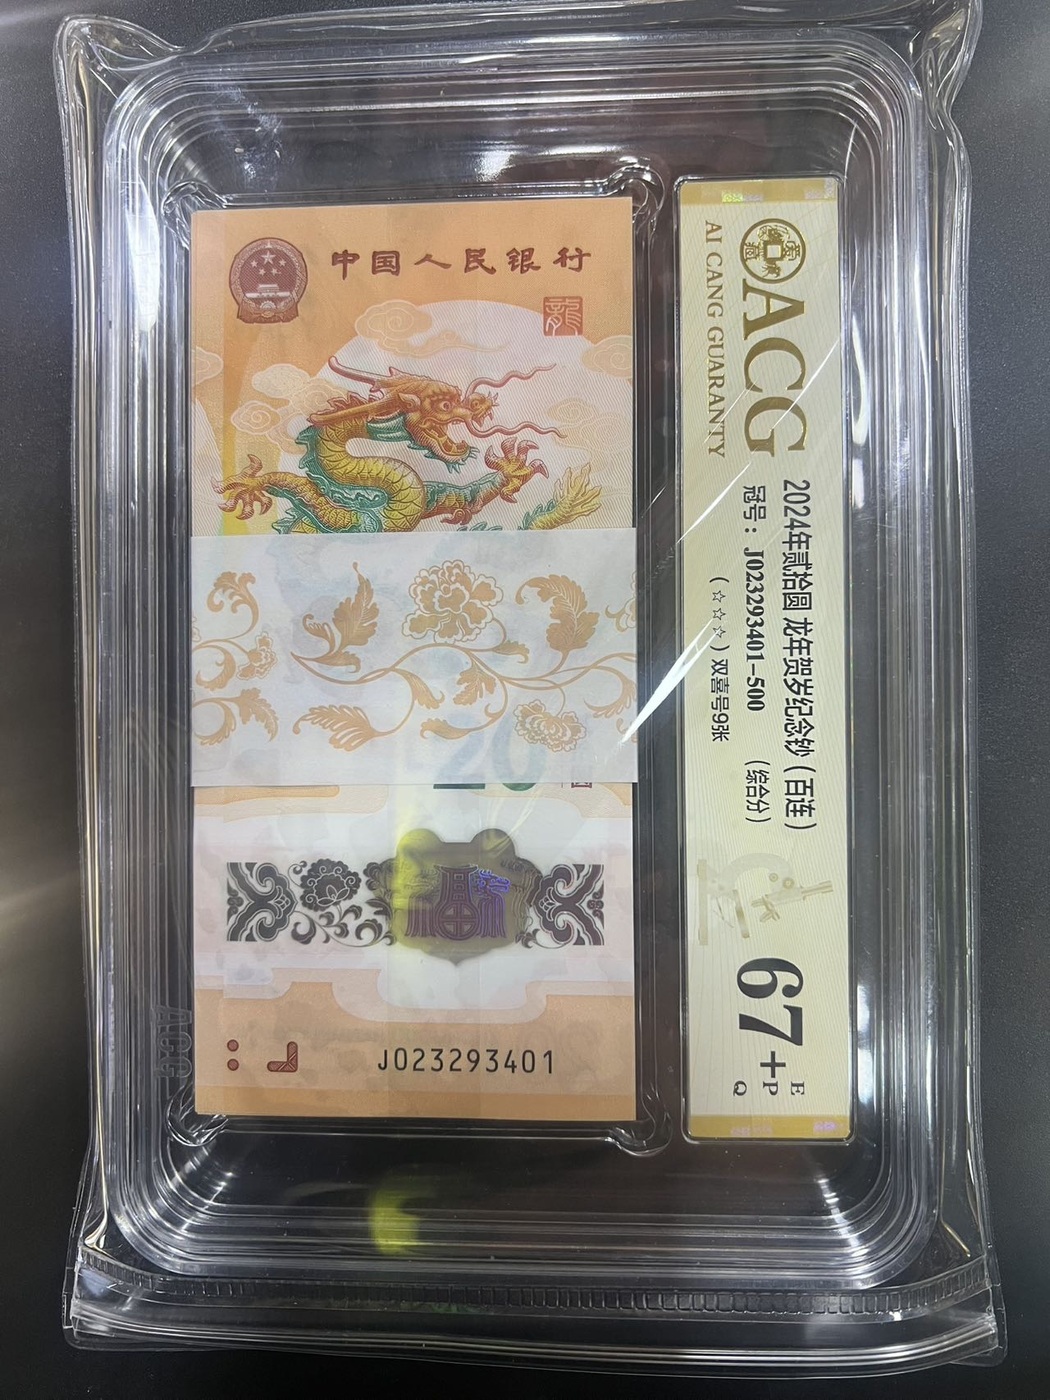 中国人民银行
龍
20
福
J023293401
ACG
AI CANG GUARANTY
2024年贰拾圆 龙年贺岁纪念钞（百连）
冠号：J023293401-500 （综合分）
（☆☆☆）双喜号9张
67+
E
P
Q
ACG